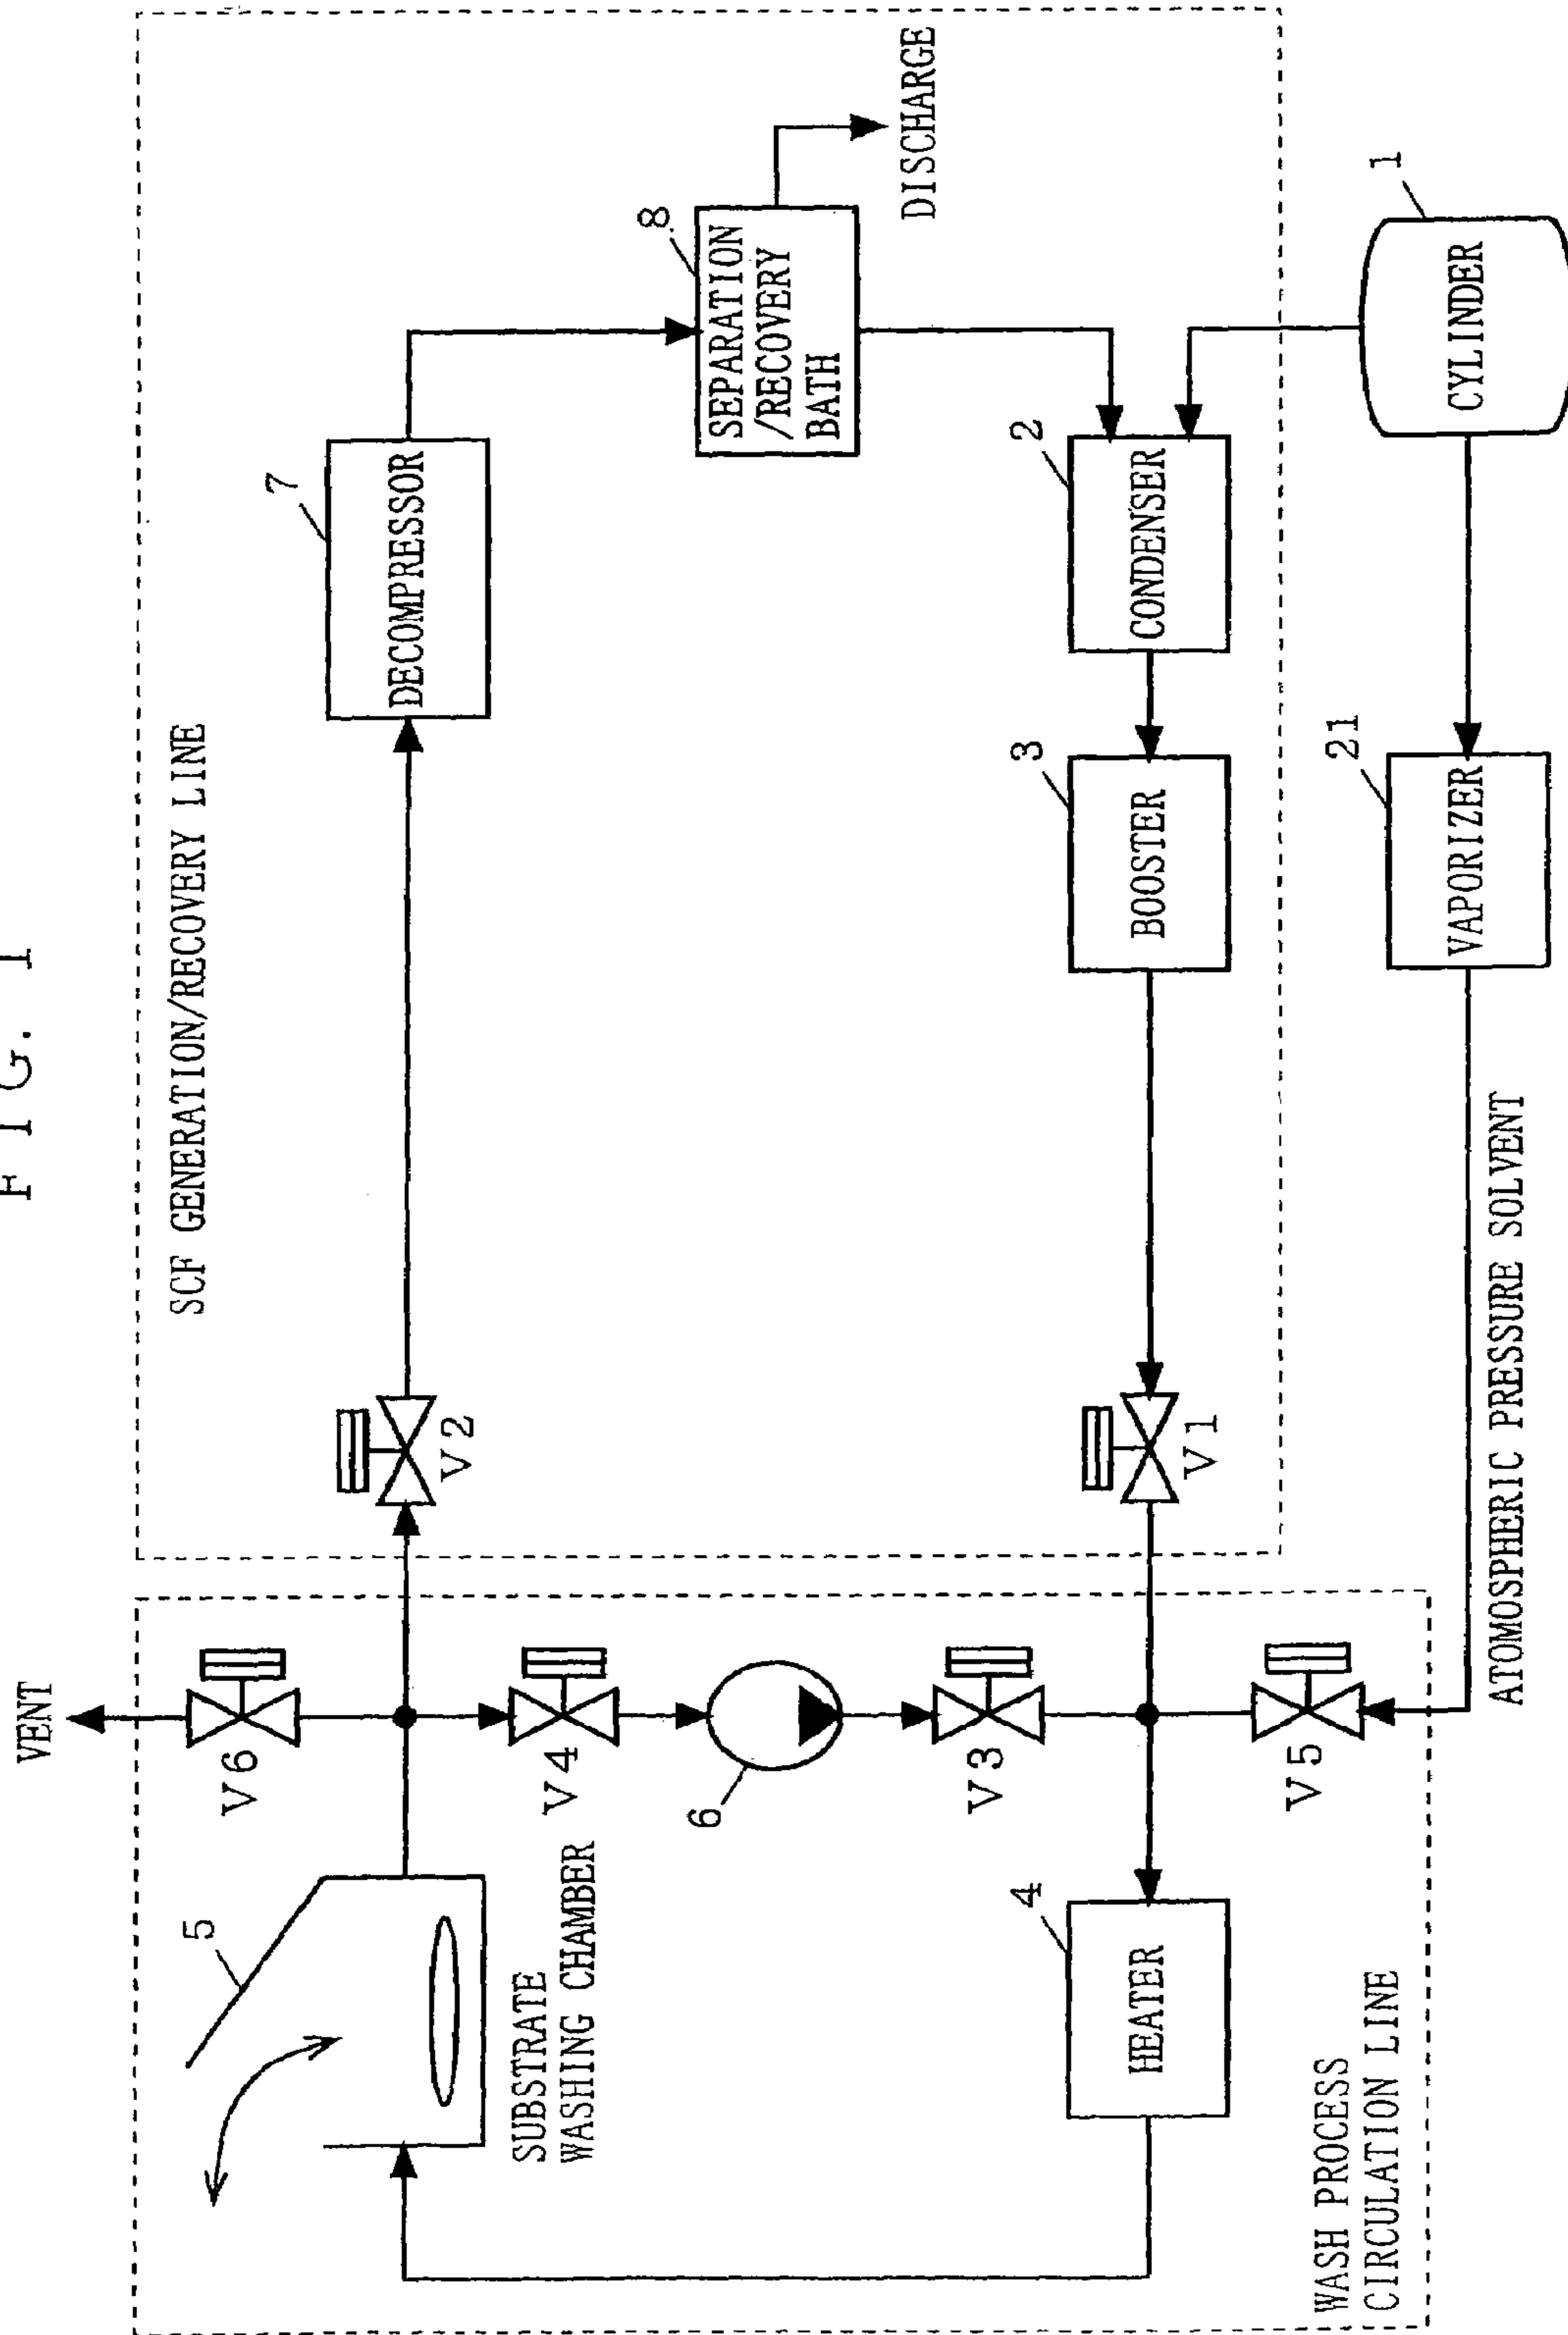 FIG. 1
VENT
V6
5
SUBSTRATE
WASHING CHAMBER
V4
6
V3
4
HEATER
V5
WASH PROCESS
CIRCULATION LINE
SCF GENERATION/RECOVERY LINE
V2
7
DECOMPRESSOR
8
SEPARATION
/RECOVERY
BATH
DISCHARGE
2
CONDENSER
3
BOOSTER
V1
1
CYLINDER
21
VAPORIZER
ATOMOSPHERIC PRESSURE SOLVENT